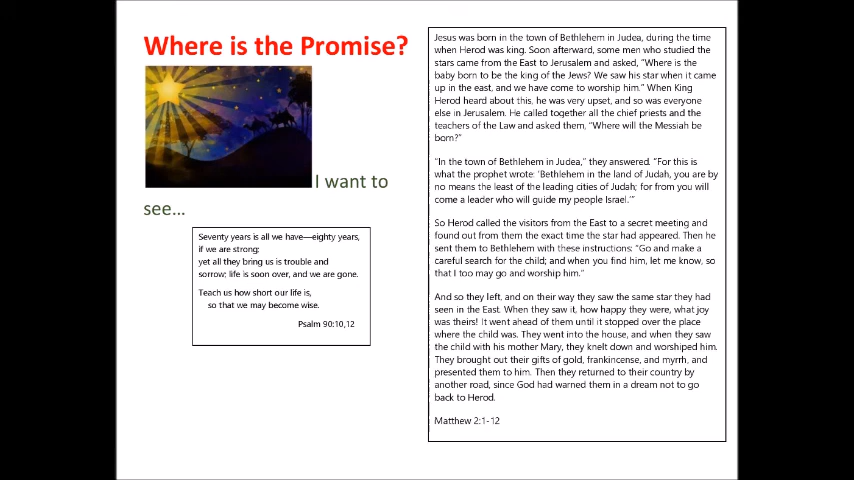 Where is the Promise?
I want to
see...
Seventy years is all we have—eighty years,
if we are strong:
yet all they bring us is trouble and
sorrow; life is soon over, and we are gone.
Teach us how short our life is,
so that we may become wise.
Psalm 90:10,12
Jesus was born in the town of Bethlehem in Judea, during the time
when Herod was king. Soon afterward, some men who studied the
stars came from the East to Jerusalem and asked, “Where is the
baby born to be the king of the Jews? We saw his star when it came
up in the east, and we have come to worship him.” When King
Herod heard about this, he was very upset, and so was everyone
else in Jerusalem. He called together all the chief priests and the
teachers of the Law and asked them, “Where will the Messiah be
born?”
“In the town of Bethlehem in Judea,” they answered. “For this is
what the prophet wrote: ‘Bethlehem in the land of Judah, you are by
no means the least of the leading cities of Judah; for from you will
come a leader who will guide my people Israel.’”
So Herod called the visitors from the East to a secret meeting and
found out from them the exact time the star had appeared. Then he
sent them to Bethlehem with these instructions: “Go and make a
careful search for the child; and when you find him, let me know, so
that I too may go and worship him.”
And so they left, and on their way they saw the same star they had
seen in the East. When they saw it, how happy they were, what joy
was theirs! It went ahead of them until it stopped over the place
where the child was. They went into the house, and when they saw
the child with his mother Mary, they knelt down and worshiped him.
They brought out their gifts of gold, frankincense, and myrrh, and
presented them to him. Then they returned to their country by
another road, since God had warned them in a dream not to go
back to Herod.
Matthew 2:1-12